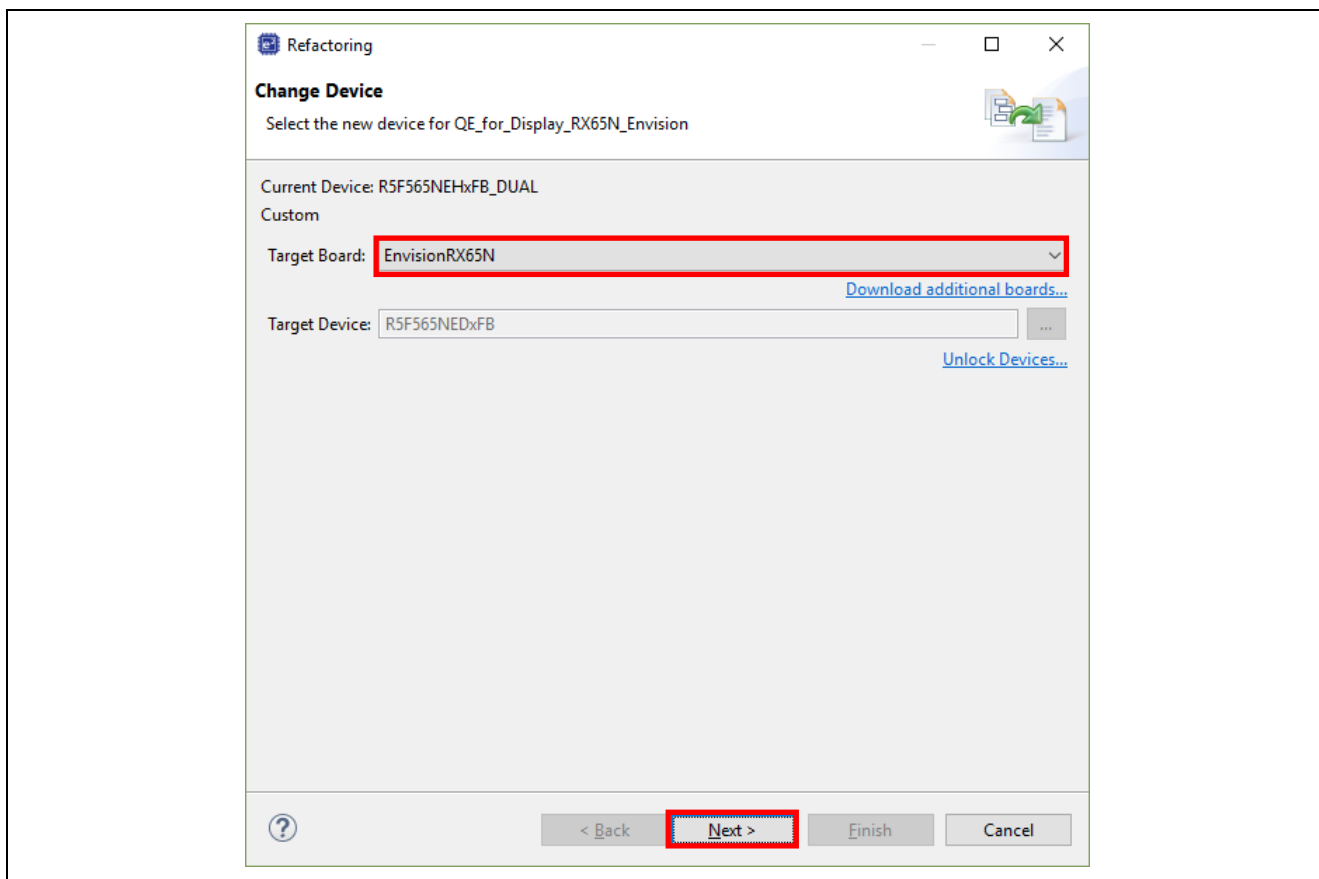 Refactoring
Change Device
Select the new device for QE_for_Display_RX65N_Envision
Current Device: R5F565NEHxFB_DUAL
Custom
Target Board: EnvisionRX65N
Download additional boards...
Target Device: R5F565NEDxFB ...
Unlock Devices...
? < Back Next > Finish Cancel